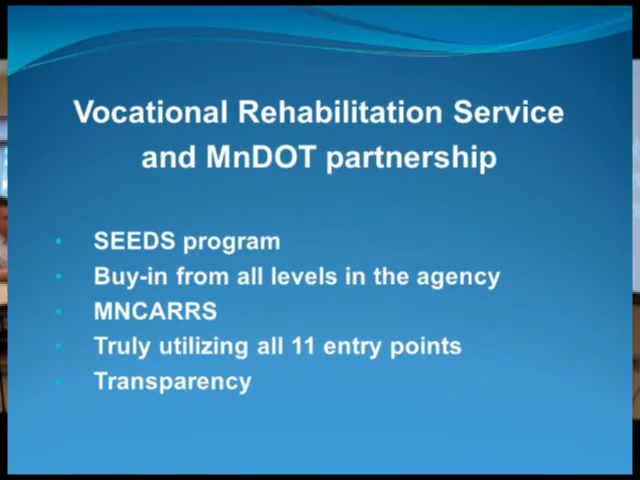 Vocational Rehabilitation Service
and MnDOT partnership
SEEDS program
Buy-in from all levels in the agency
MNCARRS
Truly utilizing all 11 entry points
Transparency